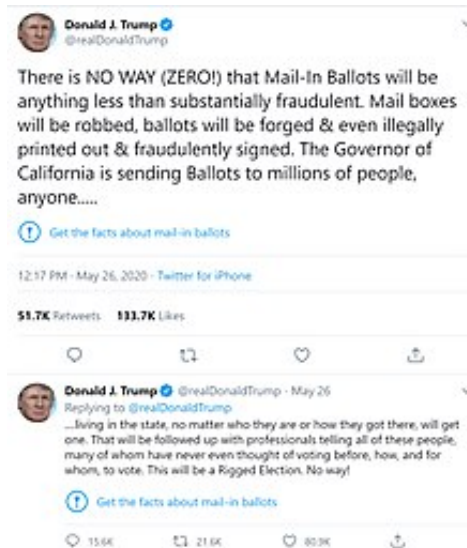 Donald J. Trump
@realDonaldTrump
There is NO WAY (ZERO!) that Mail-In Ballots will be
anything less than substantially fraudulent. Mail boxes
will be robbed, ballots will be forged & even illegally
printed out & fraudulently signed. The Governor of
California is sending Ballots to millions of people,
anyone.....
Get the facts about mail-in ballots
12:17 PM · May 26, 2020 · Twitter for iPhone
51.7K Retweets 133.7K Likes
Donald J. Trump @realDonaldTrump · May 26
Replying to @realDonaldTrump
....living in the state, no matter who they are or how they got there, will get
one. That will be followed up with professionals telling all of these people,
many of whom have never even thought of voting before, how, and for
whom, to vote. This will be a Rigged Election. No way!
Get the facts about mail-in ballots
15.6K 21.6K 80.9K